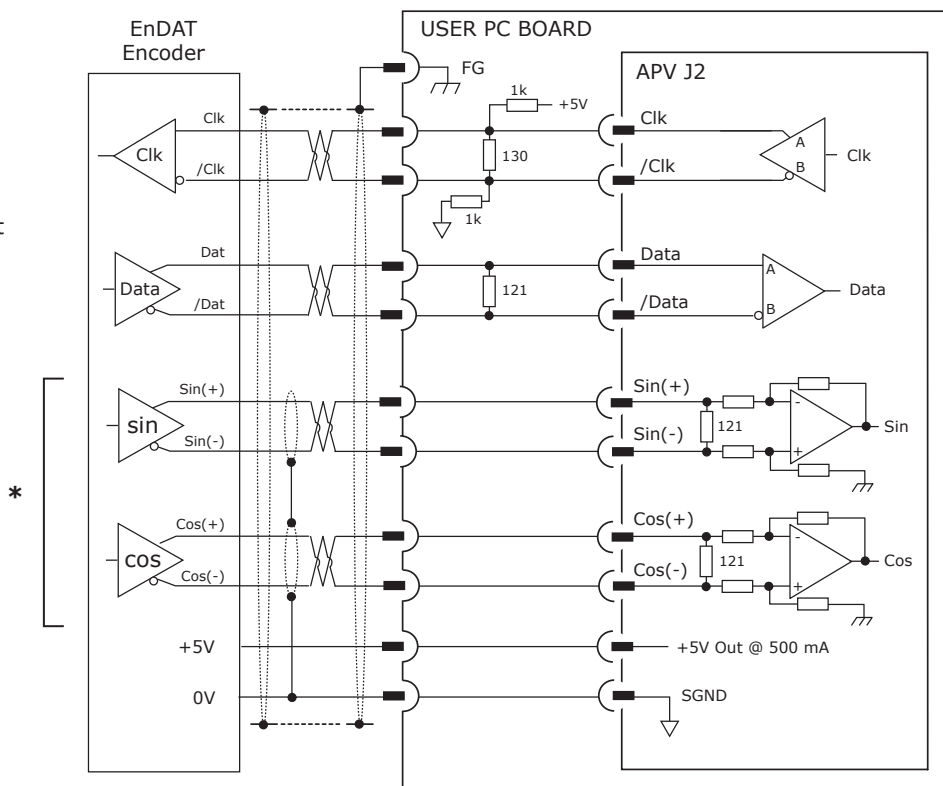 EnDAT
Encoder
USER PC BOARD
APV J2
FG
1k
+5V
Clk
Clk
Clk
130
A
B
Clk
/Clk
/Clk
1k
t
Dat
Data
Data
121
A
B
Data
/Dat
/Data
Sin(+)
Sin(+)
sin
121
-
+
Sin
Sin(-)
Sin(-)
*
Cos(+)
Cos(+)
cos
121
-
+
Cos
Cos(-)
Cos(-)
+5V
+5V Out @ 500 mA
0V
SGND